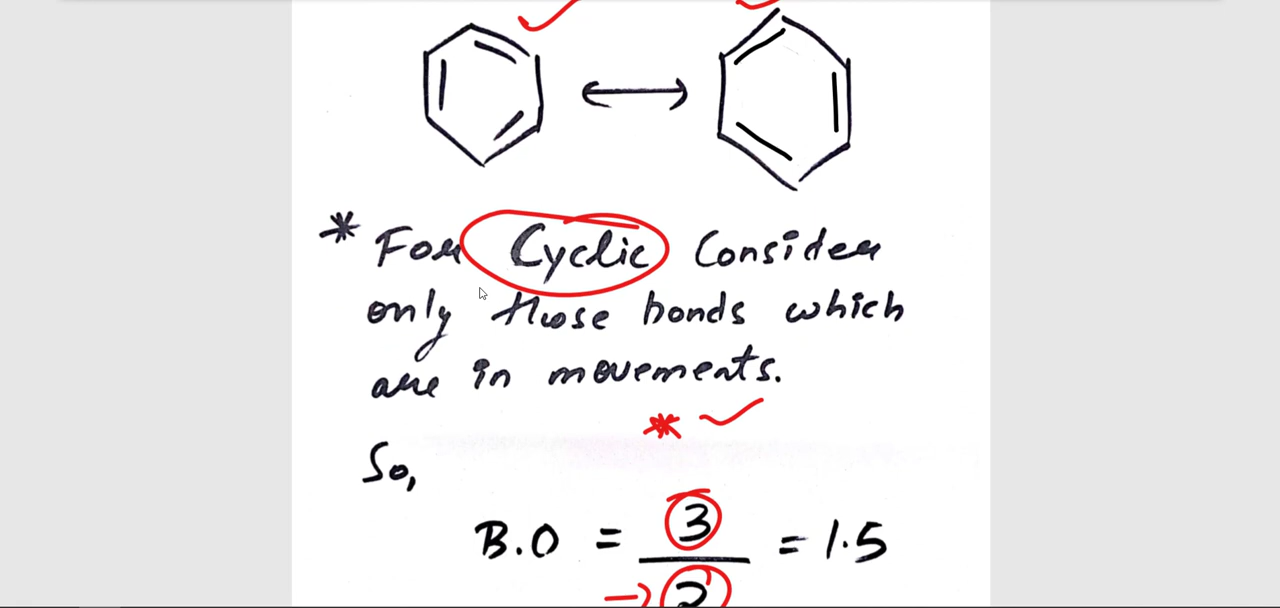 * For Cyclic Consider
only those bonds which
are in movements.
* ✓
So,
B.O = 3/2 = 1.5